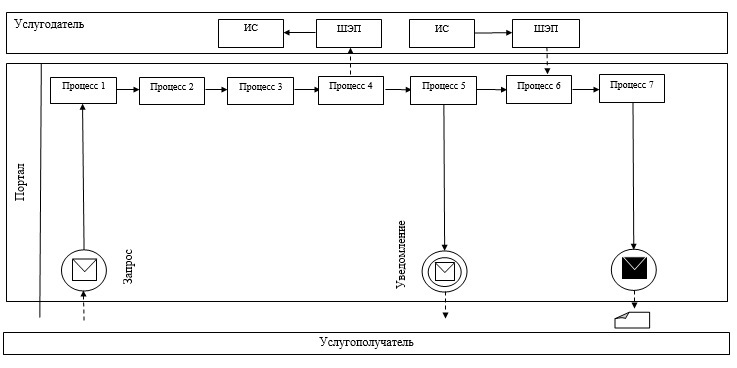 Услугодатель
ИС
ШЭП
ИС
ШЭП
Портал
Процесс 1
Процесс 2
Процесс 3
Процесс 4
Процесс 5
Процесс 6
Процесс 7
Запрос
Уведомление
Услугополучатель